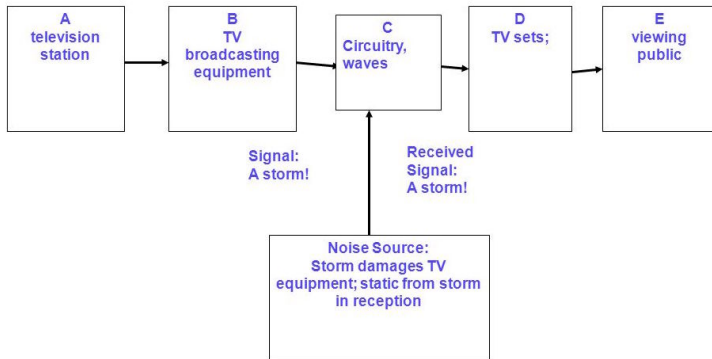 A
television
station
B
TV
broadcasting
equipment
C
Circuitry,
waves
D
TV sets;
E
viewing
public
Signal:
A storm!
Received
Signal:
A storm!
Noise Source:
Storm damages TV
equipment; static from storm
in reception